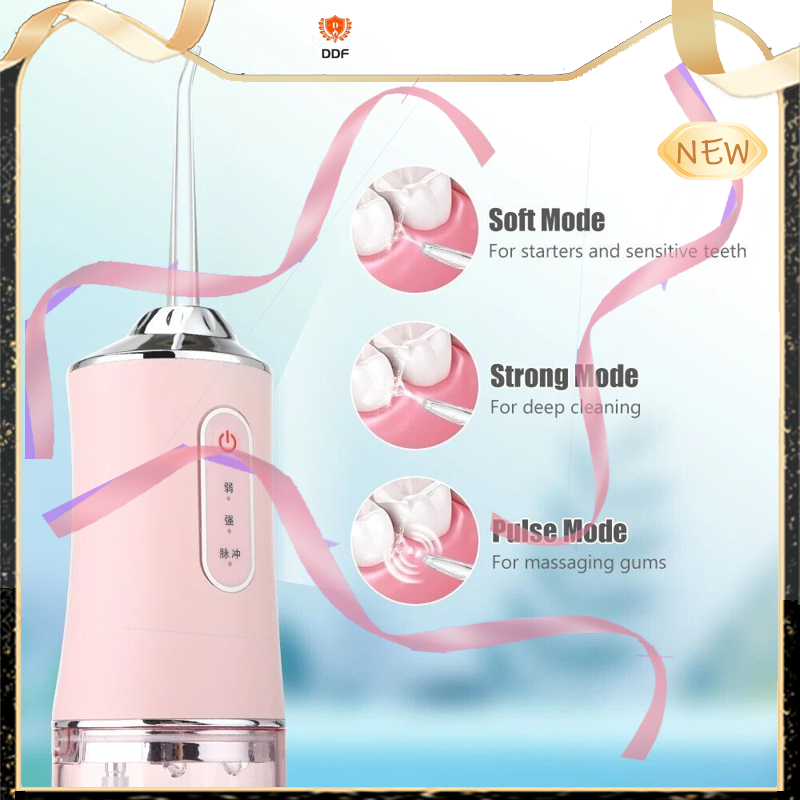 D
DDF
NEW
Soft Mode
For starters and sensitive teeth
Strong Mode
For deep cleaning
弱
强
脉冲
Pulse Mode
For massaging gums